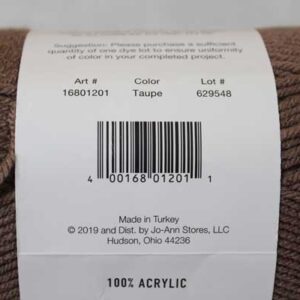 Suggestion: Please purchase a sufficient
quantity of one dye lot to ensure uniformity
of color in your completed project.
Art # Color Lot #
16801201 Taupe 629548
4 00168 01201 1
Made in Turkey
© 2019 and Dist. by Jo-Ann Stores, LLC
Hudson, Ohio 44236
100% ACRYLIC